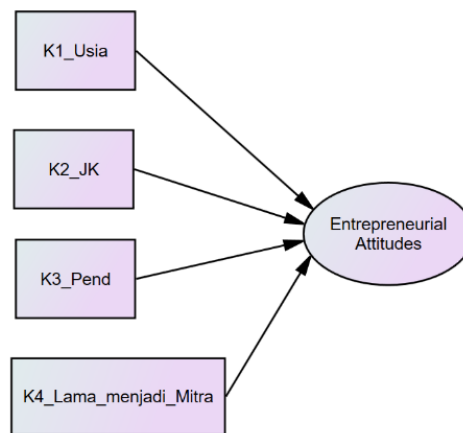 K1_Usia
K2_JK
Entrepreneurial
Attitudes
K3_Pend
K4_Lama_menjadi_Mitra